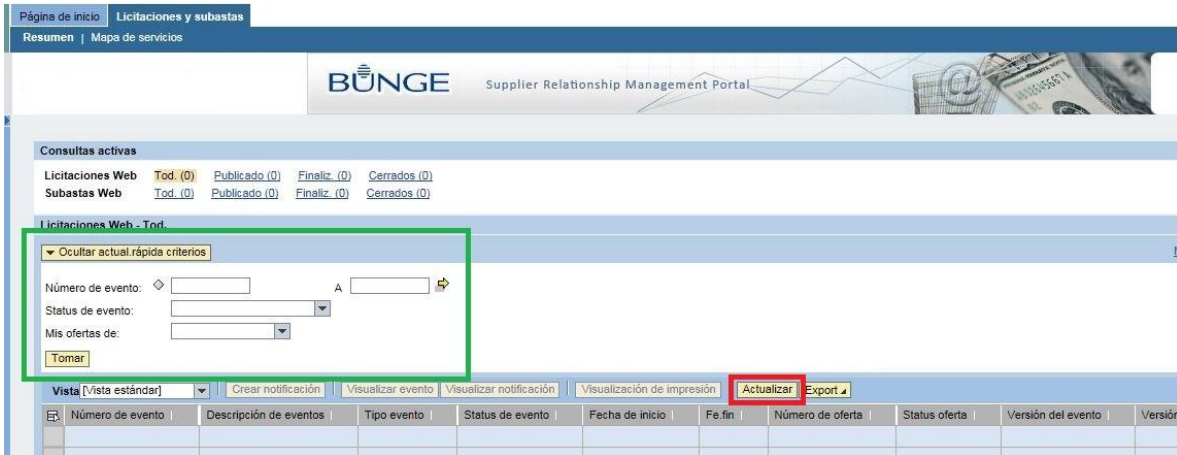 Página de inicio Licitaciones y subastas
Resumen | Mapa de servicios
BUNGE Supplier Relationship Management Portal
Consultas activas
Licitaciones Web Tod. (0) Publicado (0) Finaliz. (0) Cerrados (0)
Subastas Web Tod. (0) Publicado (0) Finaliz. (0) Cerrados (0)
Licitaciones Web - Tod.
Ocultar actual.rápida criterios
Número de evento: A
Status de evento:
Mis ofertas de:
Tomar
Vista [Vista estándar] Crear notificación Visualizar evento Visualizar notificación Visualización de impresión Actualizar Export
Número de evento Descripción de eventos Tipo evento Status de evento Fecha de inicio Fe.fin Número de oferta Status oferta Versión del evento Versión